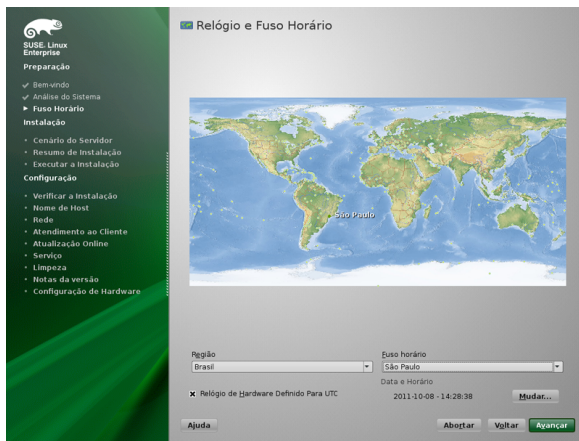 SUSE. Linux
Enterprise
Preparação
Bem-vindo
Análise do Sistema
Fuso Horário
Instalação
Cenário do Servidor
Resumo de Instalação
Executar a Instalação
Configuração
Verificar a Instalação
Nome de Host
Rede
Atendimento ao Cliente
Atualização Online
Serviço
Limpeza
Notas da versão
Configuração de Hardware
Relógio e Fuso Horário
São Paulo
Região
Brasil
Fuso horário
São Paulo
Data e Horário
Relógio de Hardware Definido Para UTC
2011-10-08 - 14:28:38
Mudar...
Ajuda
Abortar
Voltar
Avançar